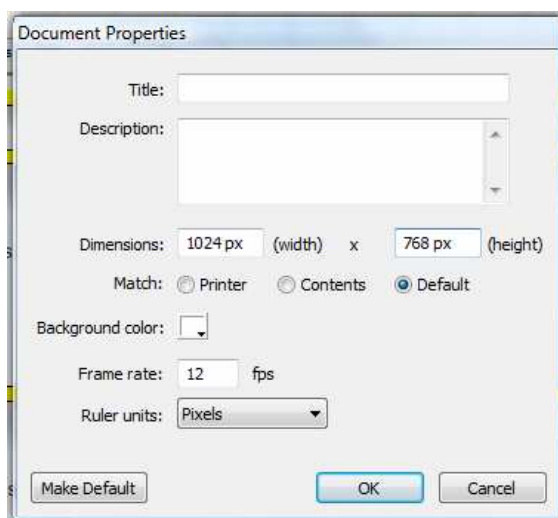 Document Properties
Title:
Description:
Dimensions: 1024 px (width) x 768 px (height)
Match: Printer Contents Default
Background color:
Frame rate: 12 fps
Ruler units: Pixels
Make Default OK Cancel